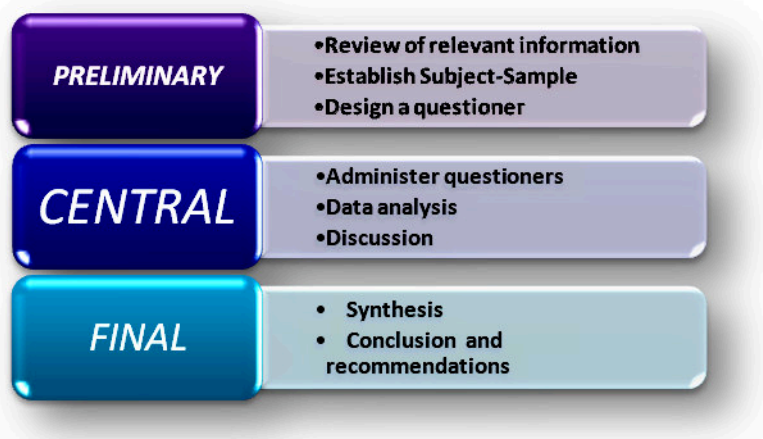 PRELIMINARY
•Review of relevant information
•Establish Subject-Sample
•Design a questioner
CENTRAL
•Administer questioners
•Data analysis
•Discussion
FINAL
• Synthesis
• Conclusion and
recommendations